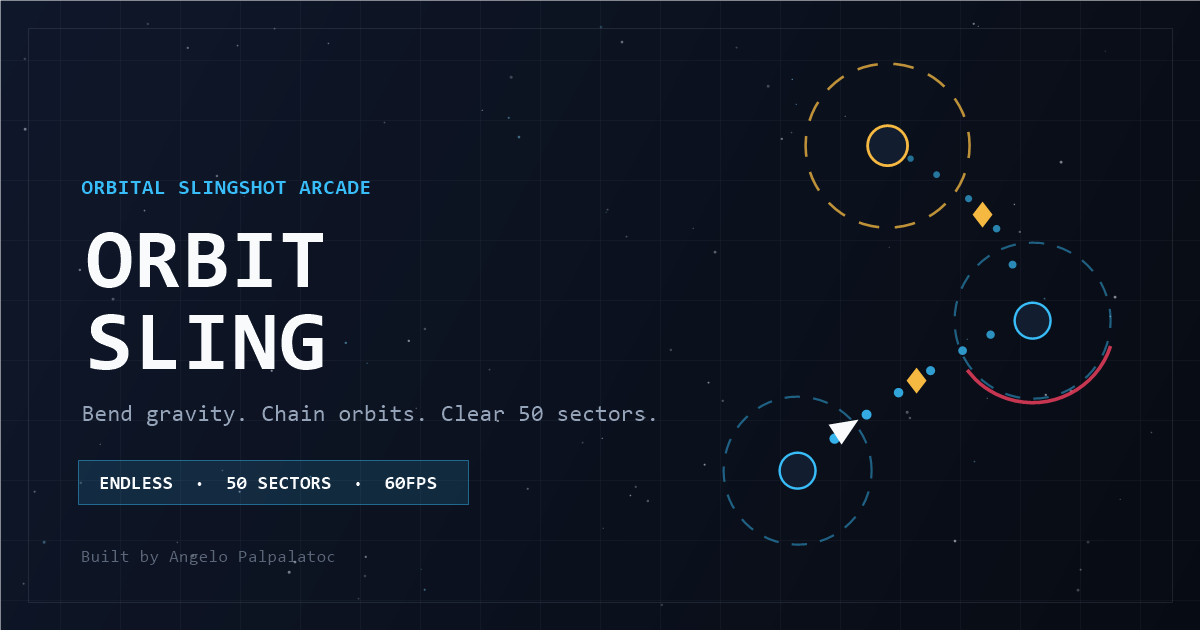 ORBITAL SLINGSHOT ARCADE
ORBIT
SLING
Bend gravity. Chain orbits. Clear 50 sectors.
ENDLESS • 50 SECTORS • 60FPS
Built by Angelo Palpalatoc